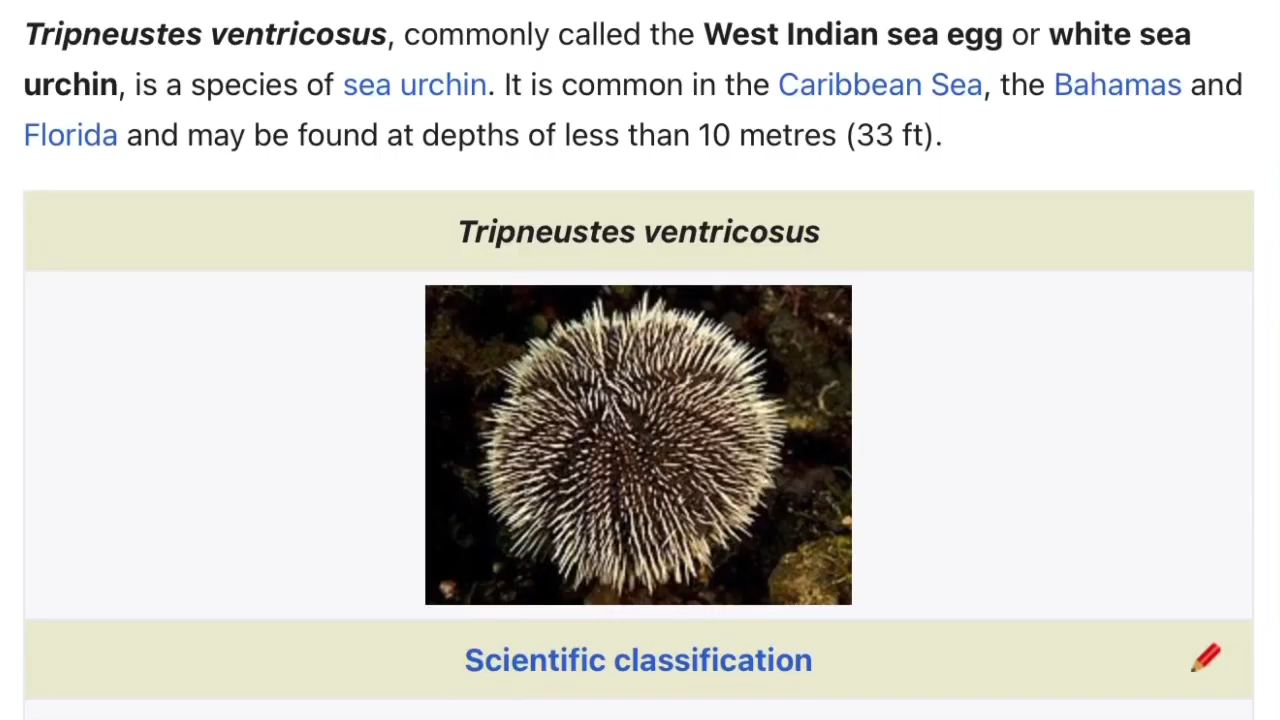 Tripneustes ventricosus, commonly called the West Indian sea egg or white sea
urchin, is a species of sea urchin. It is common in the Caribbean Sea, the Bahamas and
Florida and may be found at depths of less than 10 metres (33 ft).
Tripneustes ventricosus
Scientific classification